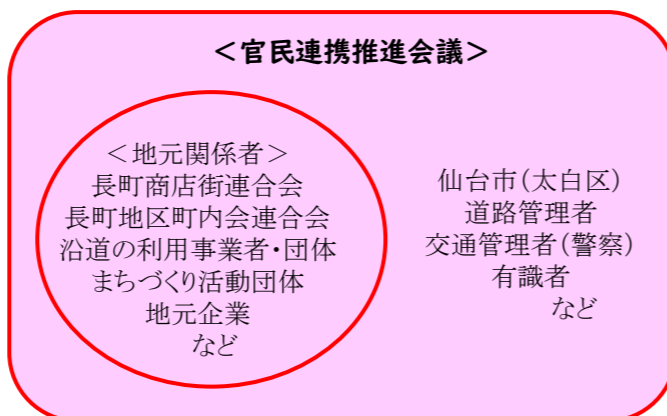 ＜官民連携推進会議＞
＜地元関係者＞
長町商店街連合会
長町地区町内会連合会
沿道の利用事業者・団体
まちづくり活動団体
地元企業
など
仙台市（太白区）
道路管理者
交通管理者（警察）
有識者
など